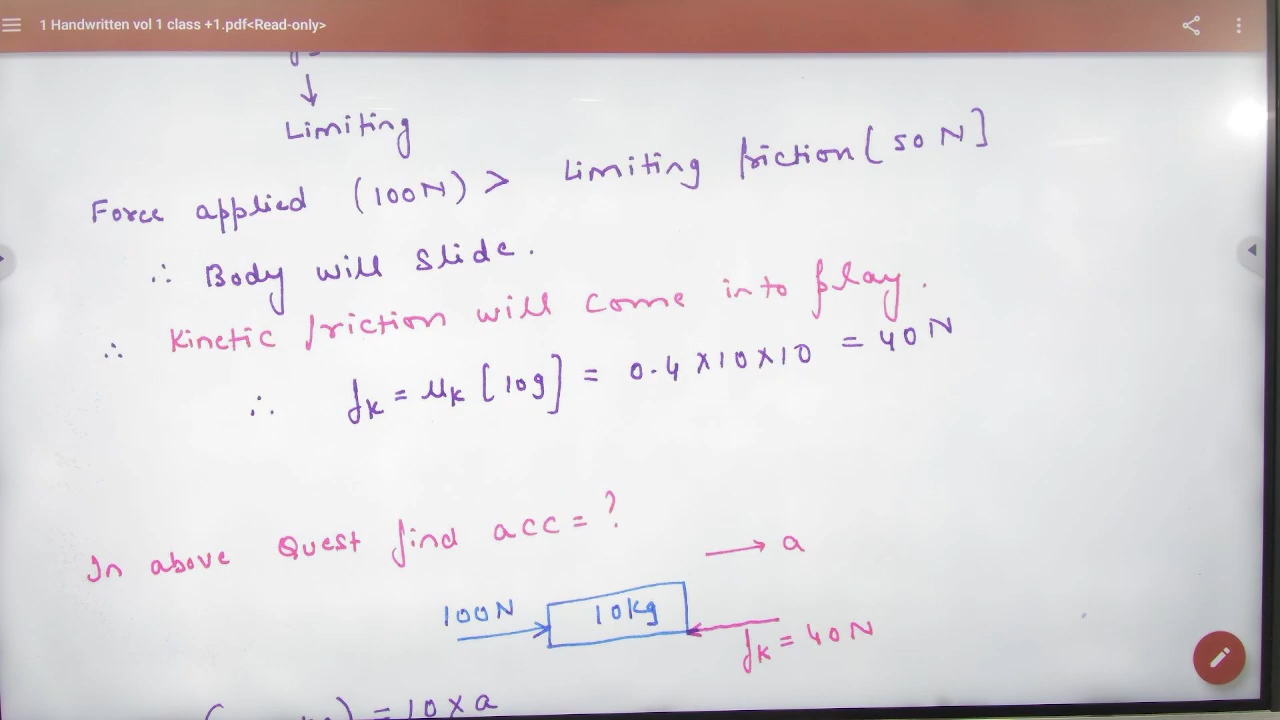 1 Handwritten vol 1 class +1.pdf<Read-only>
Limiting
Force applied (100N) > Limiting friction (50 N]
∴ Body will slide.
∴ Kinetic friction will come into play.
∴ fk = μk [10g] = 0.4 × 10 × 10 = 40 N
In above Quest find acc = ?
→ a
100N 10kg
fk = 40 N
) = 10 × a